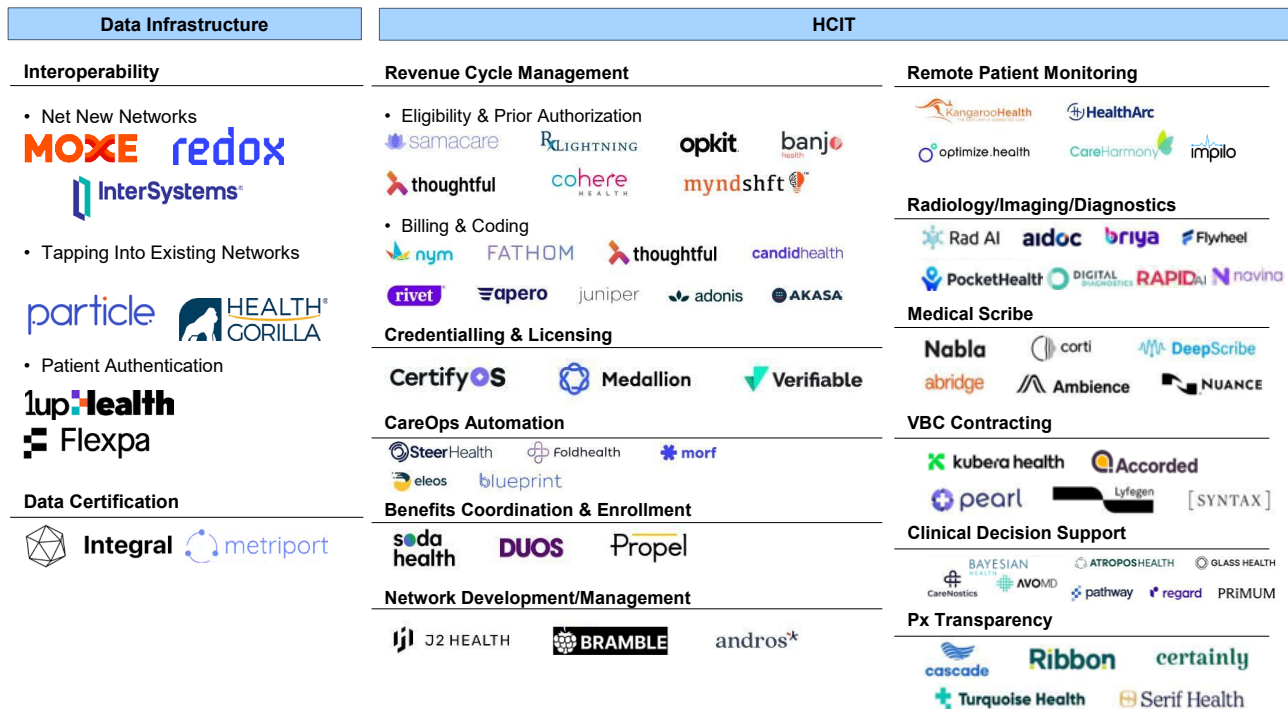 Data Infrastructure
Interoperability
• Net New Networks
MOXE redox
InterSystems®
• Tapping Into Existing Networks
particle HEALTH® GORILLA
• Patient Authentication
1upHealth
Flexpa
Data Certification
Integral metriport
HCIT
Revenue Cycle Management
• Eligibility & Prior Authorization
samacare RXLIGHTNING opkit. banjo health
thoughtful cohere HEALTH myndshft
• Billing & Coding
nym FATHOM thoughtful candidhealth
rivet apero juniper adonis AKASA
Credentialling & Licensing
CertifyOS Medallion Verifiable
CareOps Automation
SteerHealth Foldhealth morf
eleos blueprint
Benefits Coordination & Enrollment
soda health DUOS Propel
Network Development/Management
J2 HEALTH BRAMBLE andros
Remote Patient Monitoring
KangarooHealth HealthArc
optimize.health CareHarmony impilo
Radiology/Imaging/Diagnostics
Rad AI aidoc briya Flywheel
PocketHealth DIGITAL DIAGNOSTICS RAPIDAI navina
Medical Scribe
Nabla corti DeepScribe
abridge Ambience NUANCE
VBC Contracting
kubera health Accorded
pearl Lyfegen [SYNTAX]
Clinical Decision Support
BAYESIAN HEALTH ATROPOSHEALTH GLASS HEALTH
CareNostics AVOMD pathway regard PRiMUM
Px Transparency
cascade Ribbon certainly
Turquoise Health Serif Health